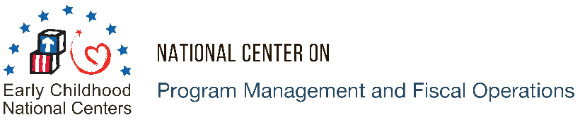 Early Childhood
National Centers
NATIONAL CENTER ON
Program Management and Fiscal Operations